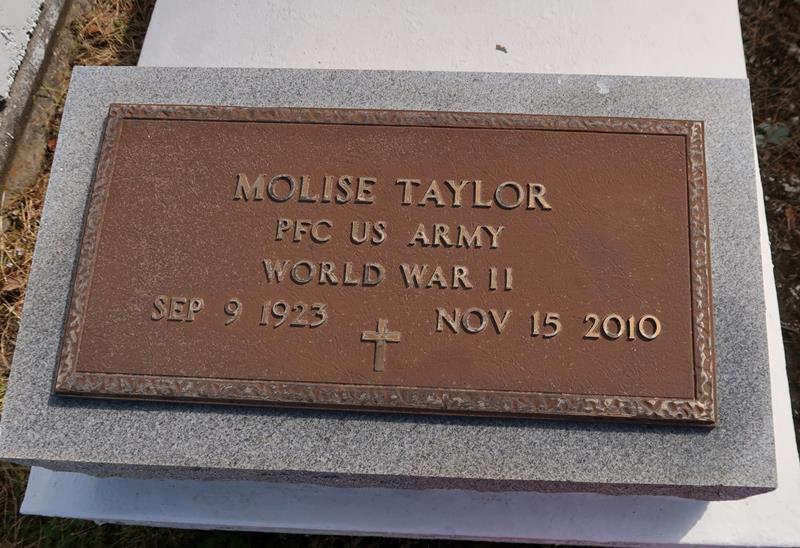 MOLISE TAYLOR
PFC US ARMY
WORLD WAR II
SEP 9 1923 NOV 15 2010